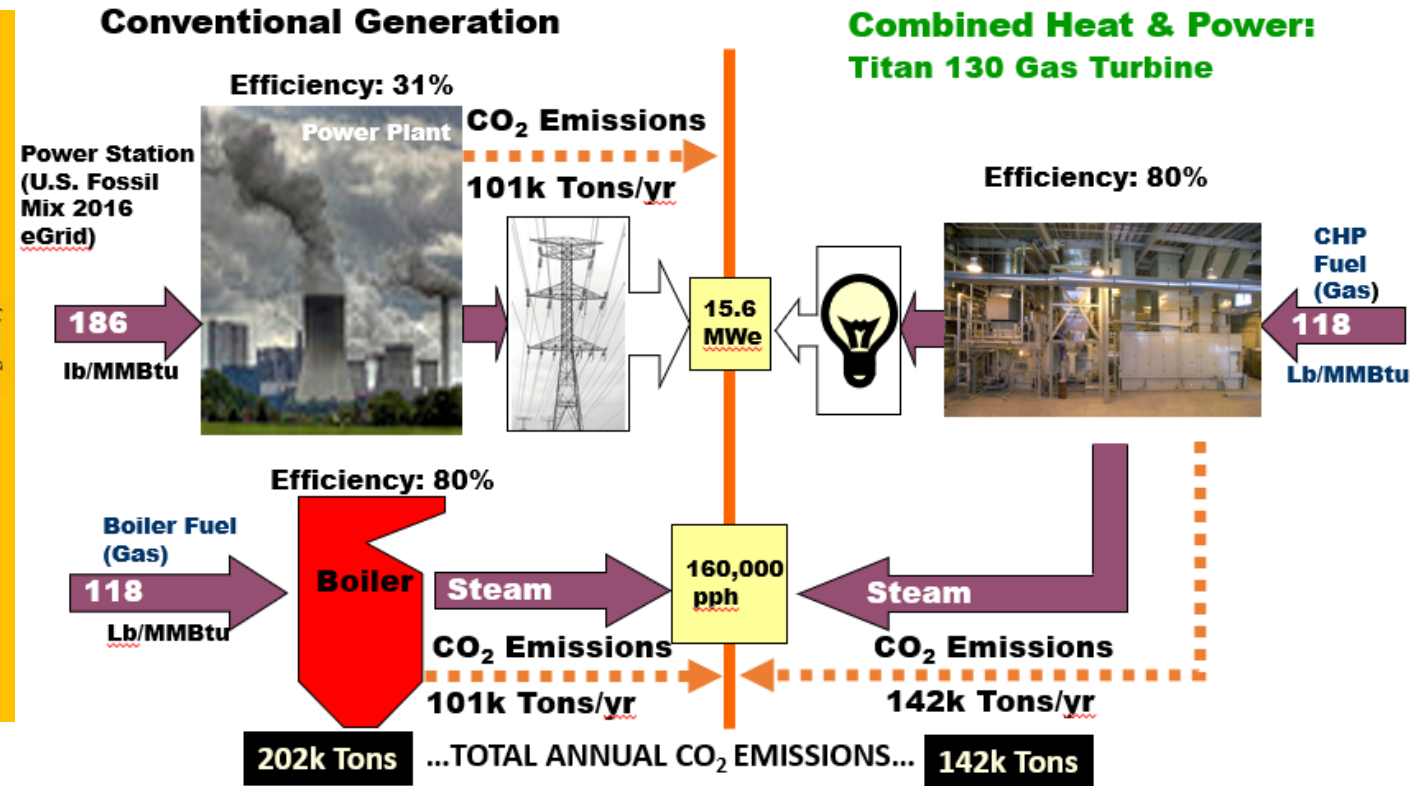 Conventional Generation
Combined Heat & Power:
Titan 130 Gas Turbine
Efficiency: 31%
Power Plant
CO₂ Emissions
101k Tons/yr
Power Station
(U.S. Fossil
Mix 2016
eGrid)
186
lb/MMBtu
15.6
MWe
Efficiency: 80%
CHP
Fuel
(Gas)
118
Lb/MMBtu
Efficiency: 80%
Boiler Fuel
(Gas)
118
Lb/MMBtu
Boiler
Steam
160,000
pph
Steam
CO₂ Emissions
101k Tons/yr
CO₂ Emissions
142k Tons/yr
202k Tons
...TOTAL ANNUAL CO₂ EMISSIONS...
142k Tons